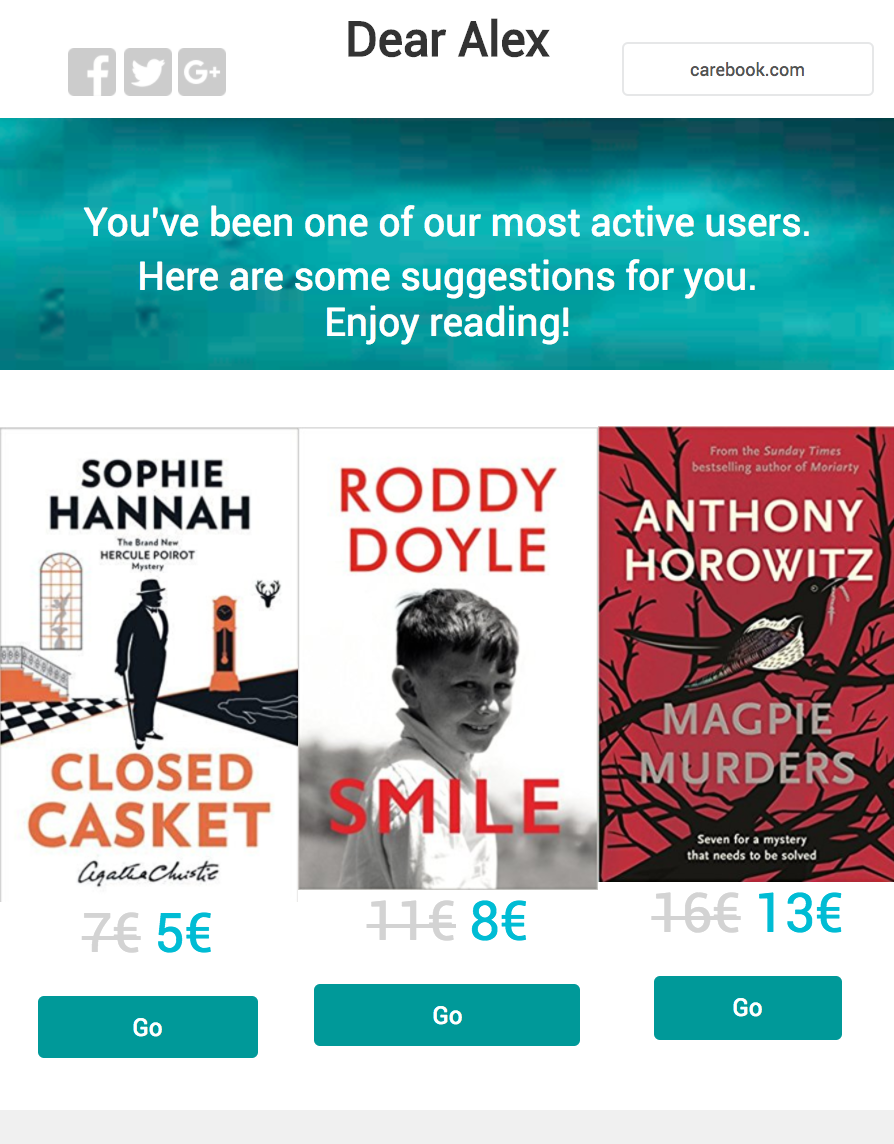 Dear Alex
carebook.com
You've been one of our most active users.
Here are some suggestions for you.
Enjoy reading!
SOPHIE
HANNAH
The Brand New
HERCULE POIROT
Mystery
CLOSED
CASKET
Agatha Christie
7€ 5€
Go
RODDY
DOYLE
SMILE
11€ 8€
Go
From the Sunday Times
bestselling author of Moriarty
ANTHONY
HOROWITZ
MAGPIE
MURDERS
Seven for a mystery
that needs to be solved
16€ 13€
Go